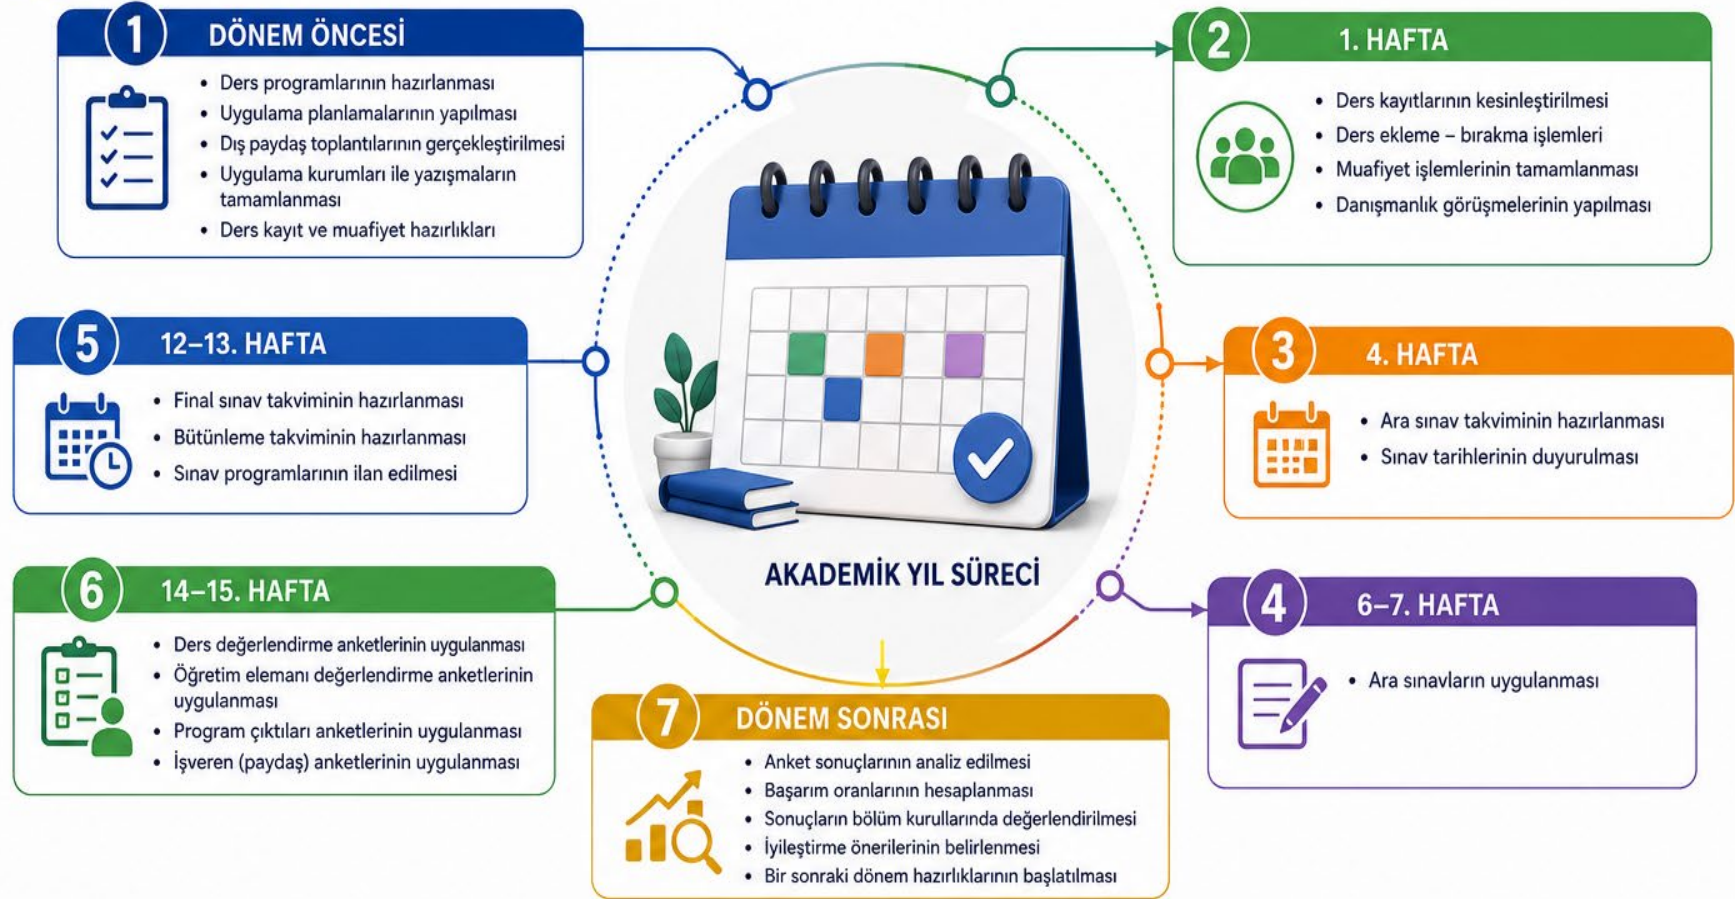 1
DÖNEM ÖNCESİ
• Ders programlarının hazırlanması
• Uygulama planlamalarının yapılması
• Dış paydaş toplantılarının gerçekleştirilmesi
• Uygulama kurumları ile yazışmaların
tamamlanması
• Ders kayıt ve muafiyet hazırlıkları
2
1. HAFTA
• Ders kayıtlarının kesinleştirilmesi
• Ders ekleme – bırakma işlemleri
• Muafiyet işlemlerinin tamamlanması
• Danışmanlık görüşmelerinin yapılması
3
4. HAFTA
• Ara sınav takviminin hazırlanması
• Sınav tarihlerinin duyurulması
4
6–7. HAFTA
• Ara sınavların uygulanması
5
12–13. HAFTA
• Final sınav takviminin hazırlanması
• Bütünleme takviminin hazırlanması
• Sınav programlarının ilan edilmesi
6
14–15. HAFTA
• Ders değerlendirme anketlerinin uygulanması
• Öğretim elemanı değerlendirme anketlerinin
uygulanması
• Program çıktıları anketlerinin uygulanması
• İşveren (paydaş) anketlerinin uygulanması
7
DÖNEM SONRASI
• Anket sonuçlarının analiz edilmesi
• Başarım oranlarının hesaplanması
• Sonuçların bölüm kurullarında değerlendirilmesi
• İyileştirme önerilerinin belirlenmesi
• Bir sonraki dönem hazırlıklarının başlatılması
AKADEMİK YIL SÜRECİ